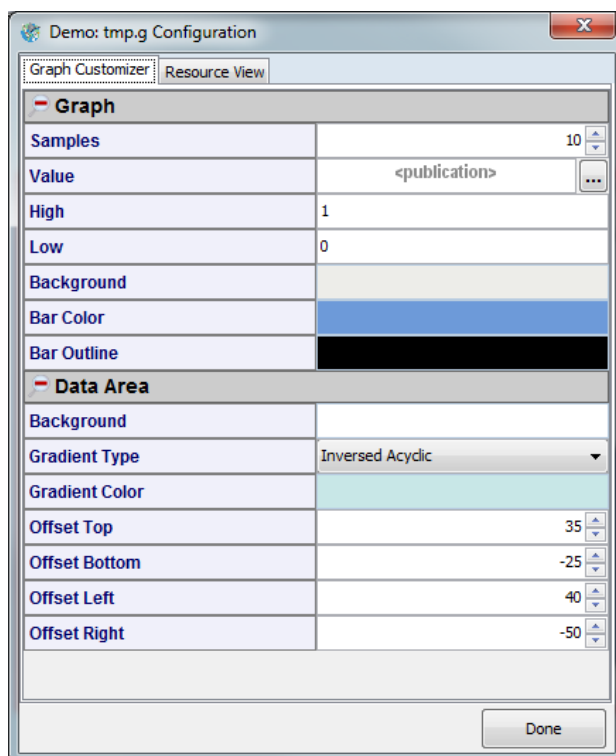 Demo: tmp.g Configuration
Graph Customizer Resource View
Graph
Samples 10
Value <publication> ...
High 1
Low 0
Background
Bar Color
Bar Outline
Data Area
Background
Gradient Type Inversed Acyclic
Gradient Color
Offset Top 35
Offset Bottom -25
Offset Left 40
Offset Right -50
Done